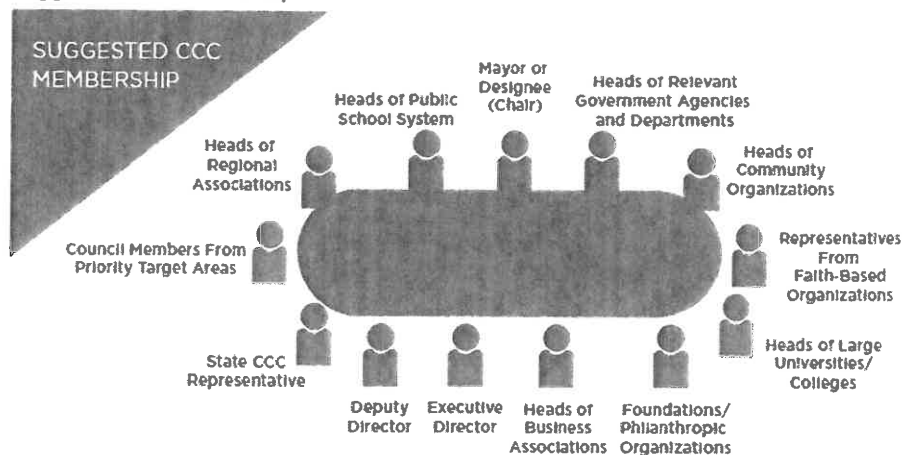 SUGGESTED CCC
MEMBERSHIP
Mayor or
Designee
(Chair)
Heads of Public
School System
Heads of Relevant
Government Agencies
and Departments
Heads of
Regional
Associations
Heads of
Community
Organizations
Council Members From
Priority Target Areas
Representatives
From
Faith-Based
Organizations
State CCC
Representative
Heads of Large
Universities/
Colleges
Deputy
Director
Executive
Director
Heads of
Business
Associations
Foundations/
Philanthropic
Organizations